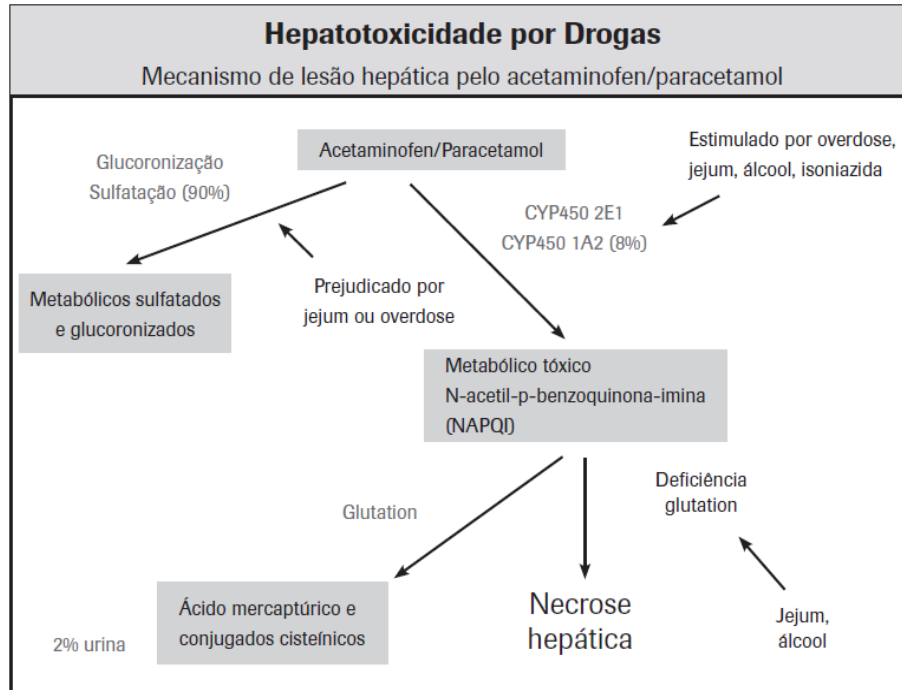 Hepatotoxicidade por Drogas
Mecanismo de lesão hepática pelo acetaminofen/paracetamol
Acetaminofen/Paracetamol
Estimulado por overdose,
jejum, álcool, isoniazida
Glucoronização
Sulfatação (90%)
CYP450 2E1
CYP450 1A2 (8%)
Prejudicado por
jejum ou overdose
Metabólicos sulfatados
e glucoronizados
Metabólico tóxico
N-acetil-p-benzoquinona-imina
(NAPQI)
Glutation
Deficiência
glutation
Ácido mercaptúrico e
conjugados cisteínicos
2% urina
Necrose
hepática
Jejum,
álcool